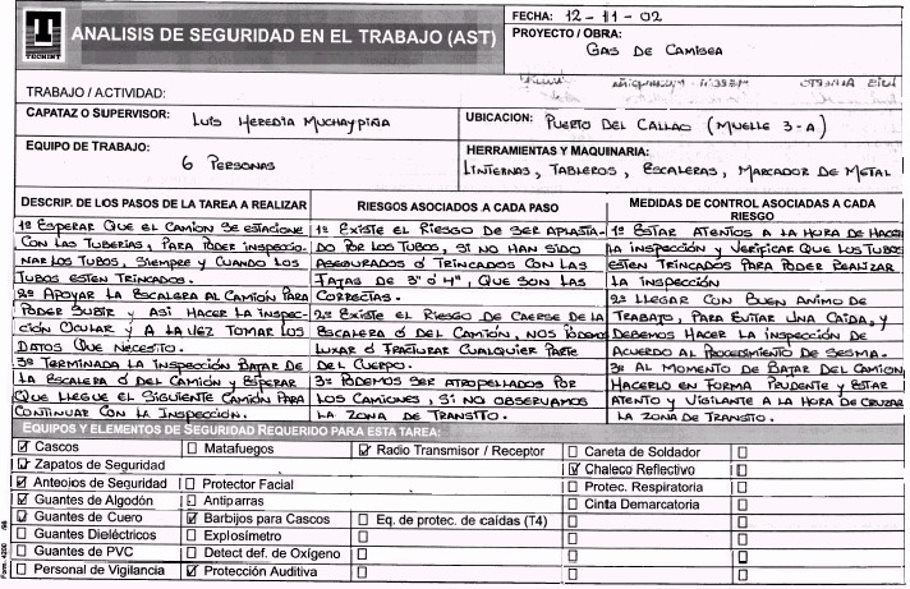 TECHINT
ANALISIS DE SEGURIDAD EN EL TRABAJO (AST)
FECHA: 12-11-02
PROYECTO / OBRA:
GAS DE CAMISEA
TRABAJO / ACTIVIDAD:
CAPATAZ O SUPERVISOR: LUIS HEREDIA MUCHAYPIÑA
UBICACION: PUERTO DEL CALLAO (MUELLE 3-A)
EQUIPO DE TRABAJO:
6 PERSONAS
HERRAMIENTAS Y MAQUINARIA:
LINTERNAS, TABLEROS, ESCALERAS, MARCADOR DE METAL
DESCRIP. DE LOS PASOS DE LA TAREA A REALIZAR
1º ESPERAR QUE EL CAMION SE ESTACIONE
CON LAS TUBERIAS, PARA PODER INSPECCIO-
NAR LOS TUBOS, SIEMPRE Y CUANDO LOS
TUBOS ESTEN TRINCADOS.
2º APOYAR LA ESCALERA AL CAMIÓN PARA
PODER SUBIR Y ASI HACER LA INSPEC-
CIÓN OCULAR Y A LA VEZ TOMAR LOS
DATOS QUE NECESITO.
3º TERMINADA LA INSPECCIÓN BAJAR DE
LA ESCALERA Ó DEL CAMIÓN Y ESPERAR
QUE LLEGUE EL SIGUIENTE CAMIÓN PARA
CONTINUAR CON LA INSPECCIÓN.
RIESGOS ASOCIADOS A CADA PASO
1º EXISTE EL RIESGO DE SER APLASTA-
DO POR LOS TUBOS, SI NO HAN SIDO
ASEGURADOS Ó TRINCADOS CON LAS
FAJAS DE 3" Ó 4", QUE SON LAS
CORRECTAS.
2º EXISTE EL RIESGO DE CAERSE DE LA
ESCALERA Ó DEL CAMIÓN, NOS PODEMOS
LUXAR Ó FRACTURAR CUALQUIER PARTE
DEL CUERPO.
3º PODEMOS SER ATROPELLADOS POR
LOS CAMIONES, SI NO OBSERVAMOS
LA ZONA DE TRANSITO.
MEDIDAS DE CONTROL ASOCIADAS A CADA
RIESGO
1º ESTAR ATENTOS A LA HORA DE HACER
LA INSPECCIÓN Y VERIFICAR QUE LOS TUBOS
ESTEN TRINCADOS PARA PODER REALIZAR
LA INSPECCIÓN
2º LLEGAR CON BUEN ANIMO DE
TRABAJO, PARA EVITAR UNA CAIDA, Y
DEBEMOS HACER LA INSPECCIÓN DE
ACUERDO AL PROCEDIMIENTO DE SESMA.
3º AL MOMENTO DE BAJAR DEL CAMION
HACERLO EN FORMA PRUDENTE Y ESTAR
ATENTO Y VIGILANTE A LA HORA DE CRUZAR
LA ZONA DE TRANSITO.
EQUIPOS Y ELEMENTOS DE SEGURIDAD REQUERIDO PARA ESTA TAREA:
☑ Cascos ☐ Matafuegos ☑ Radio Transmisor / Receptor ☐ Careta de Soldador ☐
☑ Zapatos de Seguridad ☑ Chaleco Reflectivo ☐
☑ Anteojos de Seguridad ☐ Protector Facial ☐ Protec. Respiratoria ☐
☑ Guantes de Algodón ☐ Antiparras ☐ Cinta Demarcatoria ☐
☑ Guantes de Cuero ☑ Barbijos para Cascos ☐ Eq. de protec. de caídas (T4) ☐ ☐
☐ Guantes Dieléctricos ☐ Explosímetro ☐ ☐ ☐
☐ Guantes de PVC ☐ Detect def. de Oxígeno ☐ ☐ ☐
☐ Personal de Vigilancia ☑ Protección Auditiva ☐ ☐ ☐